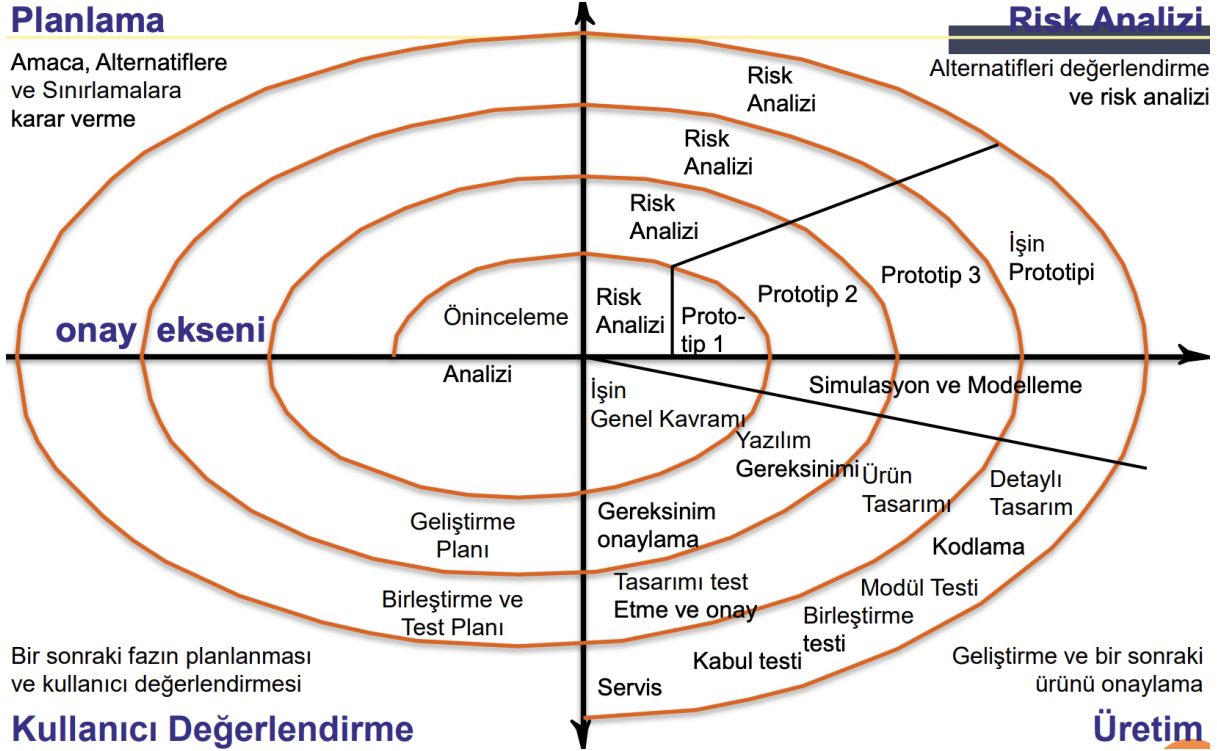 Planlama
Amaca, Alternatiflere
ve Sınırlamalara
karar verme
Risk Analizi
Alternatifleri değerlendirme
ve risk analizi
Risk
Analizi
Risk
Analizi
Risk
Analizi
Risk
Analizi
Proto-
tip 1
Prototip 2
Prototip 3
İşin
Prototipi
Öninceleme
onay ekseni
Analizi
İşin
Genel Kavramı
Simulasyon ve Modelleme
Yazılım
Gereksinimi
Ürün
Tasarımı
Detaylı
Tasarım
Geliştirme
Planı
Gereksinim
onaylama
Kodlama
Birleştirme ve
Test Planı
Tasarımı test
Etme ve onay
Modül Testi
Birleştirme
testi
Kabul testi
Servis
Bir sonraki fazın planlanması
ve kullanıcı değerlendirmesi
Kullanıcı Değerlendirme
Geliştirme ve bir sonraki
ürünü onaylama
Üretim